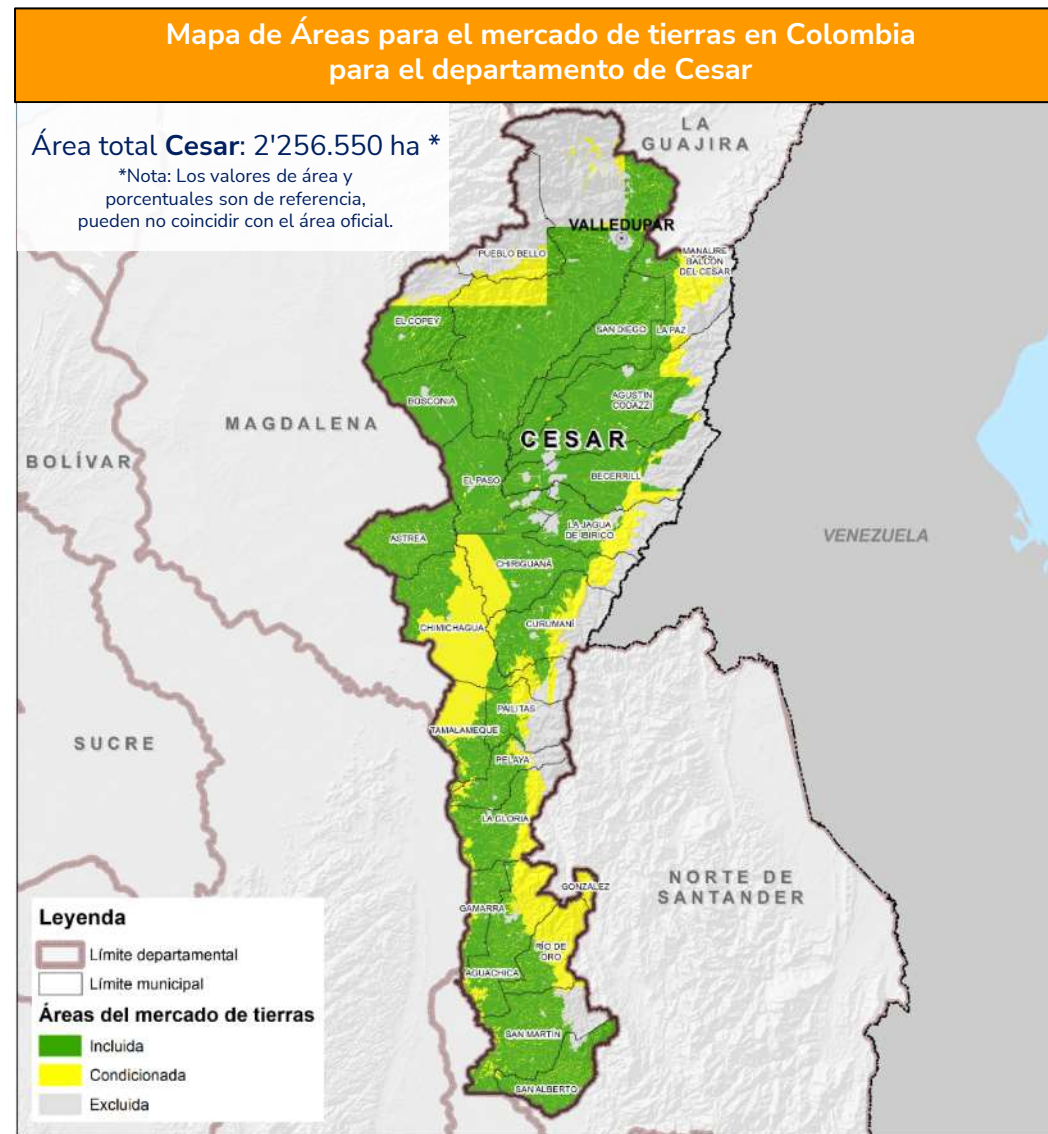 Mapa de Áreas para el mercado de tierras en Colombia
para el departamento de Cesar
Área total Cesar: 2'256.550 ha *
*Nota: Los valores de área y
porcentuales son de referencia,
pueden no coincidir con el área oficial.
LA
GUAJIRA
VALLEDUPAR
PUEBLO BELLO
MANAURE
BALCÓN
DEL CESAR
EL COPEY
SAN DIEGO
LA PAZ
BOSCONIA
AGUSTÍN
CODAZZI
MAGDALENA
CESAR
BOLÍVAR
EL PASO
BECERRILL
ASTREA
LA JAGUA
DE IBIRICO
VENEZUELA
CHIRIGUANÁ
CHIMICHAGUA
CURUMANÍ
PAILITAS
TAMALAMEQUE
SUCRE
PELAYA
LA GLORIA
NORTE DE
SANTANDER
GONZÁLEZ
GAMARRA
RÍO DE
ORO
AGUACHICA
SAN MARTÍN
SAN ALBERTO
Leyenda
Límite departamental
Límite municipal
Áreas del mercado de tierras
Incluida
Condicionada
Excluida